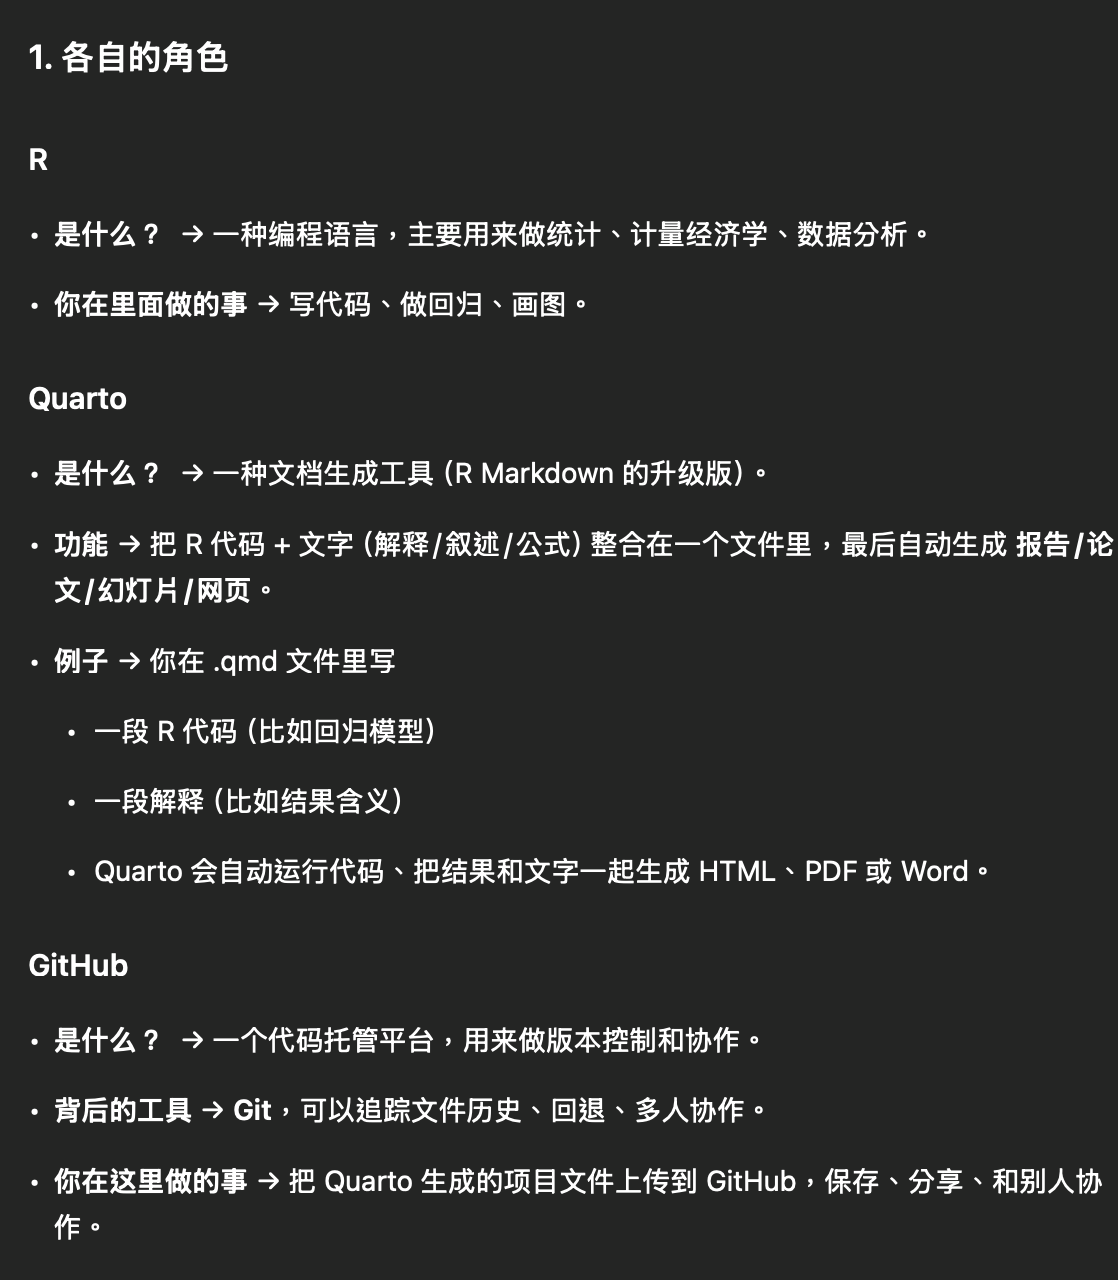 1. 各自的角色
R
• 是什么？ → 一种编程语言，主要用来做统计、计量经济学、数据分析。
• 你在里面做的事 → 写代码、做回归、画图。
Quarto
• 是什么？ → 一种文档生成工具 (R Markdown 的升级版)。
• 功能 → 把 R 代码 + 文字 (解释/叙述/公式) 整合在一个文件里，最后自动生成 报告/论
文/幻灯片/网页。
• 例子 → 你在 .qmd 文件里写
• 一段 R 代码 (比如回归模型)
• 一段解释 (比如结果含义)
• Quarto 会自动运行代码、把结果和文字一起生成 HTML、PDF 或 Word。
GitHub
• 是什么？ → 一个代码托管平台，用来做版本控制和协作。
• 背后的工具 → Git，可以追踪文件历史、回退、多人协作。
• 你在这里做的事 → 把 Quarto 生成的项目文件上传到 GitHub，保存、分享、和别人协
作。